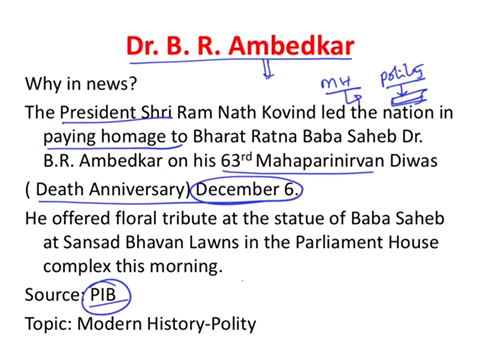 Dr. B. R. Ambedkar
Why in news?
MH polity
The President Shri Ram Nath Kovind led the nation in
paying homage to Bharat Ratna Baba Saheb Dr.
B.R. Ambedkar on his 63rd Mahaparinirvan Diwas
( Death Anniversary) December 6.
He offered floral tribute at the statue of Baba Saheb
at Sansad Bhavan Lawns in the Parliament House
complex this morning.
Source: PIB
Topic: Modern History-Polity